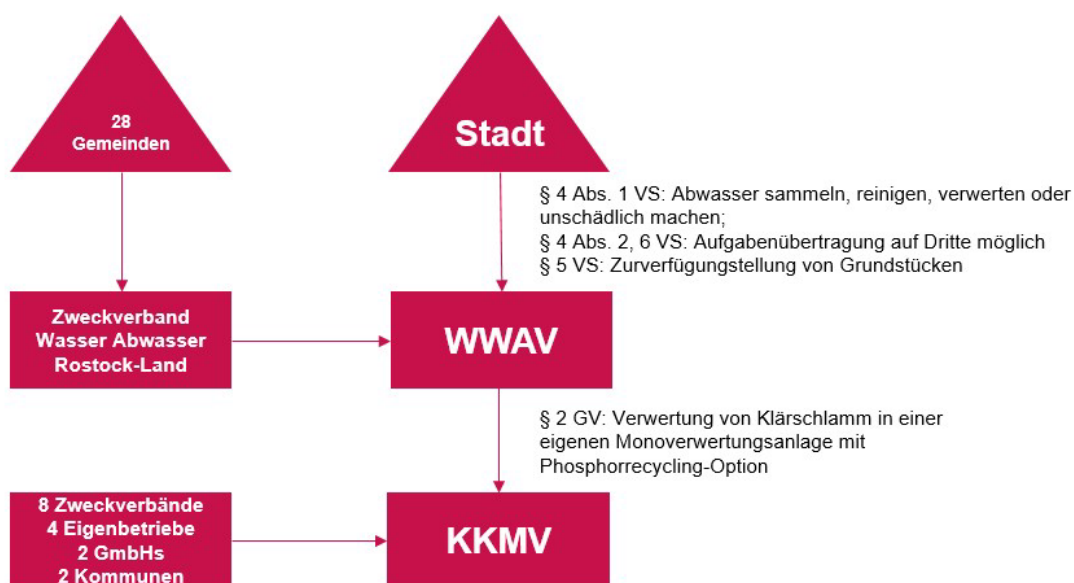 28
Gemeinden
Stadt
§ 4 Abs. 1 VS: Abwasser sammeln, reinigen, verwerten oder
unschädlich machen;
§ 4 Abs. 2, 6 VS: Aufgabenübertragung auf Dritte möglich
§ 5 VS: Zurverfügungstellung von Grundstücken
Zweckverband
Wasser Abwasser
Rostock-Land
WWAV
§ 2 GV: Verwertung von Klärschlamm in einer
eigenen Monoverwertungsanlage mit
Phosphorrecycling-Option
8 Zweckverbände
4 Eigenbetriebe
2 GmbHs
2 Kommunen
KKMV